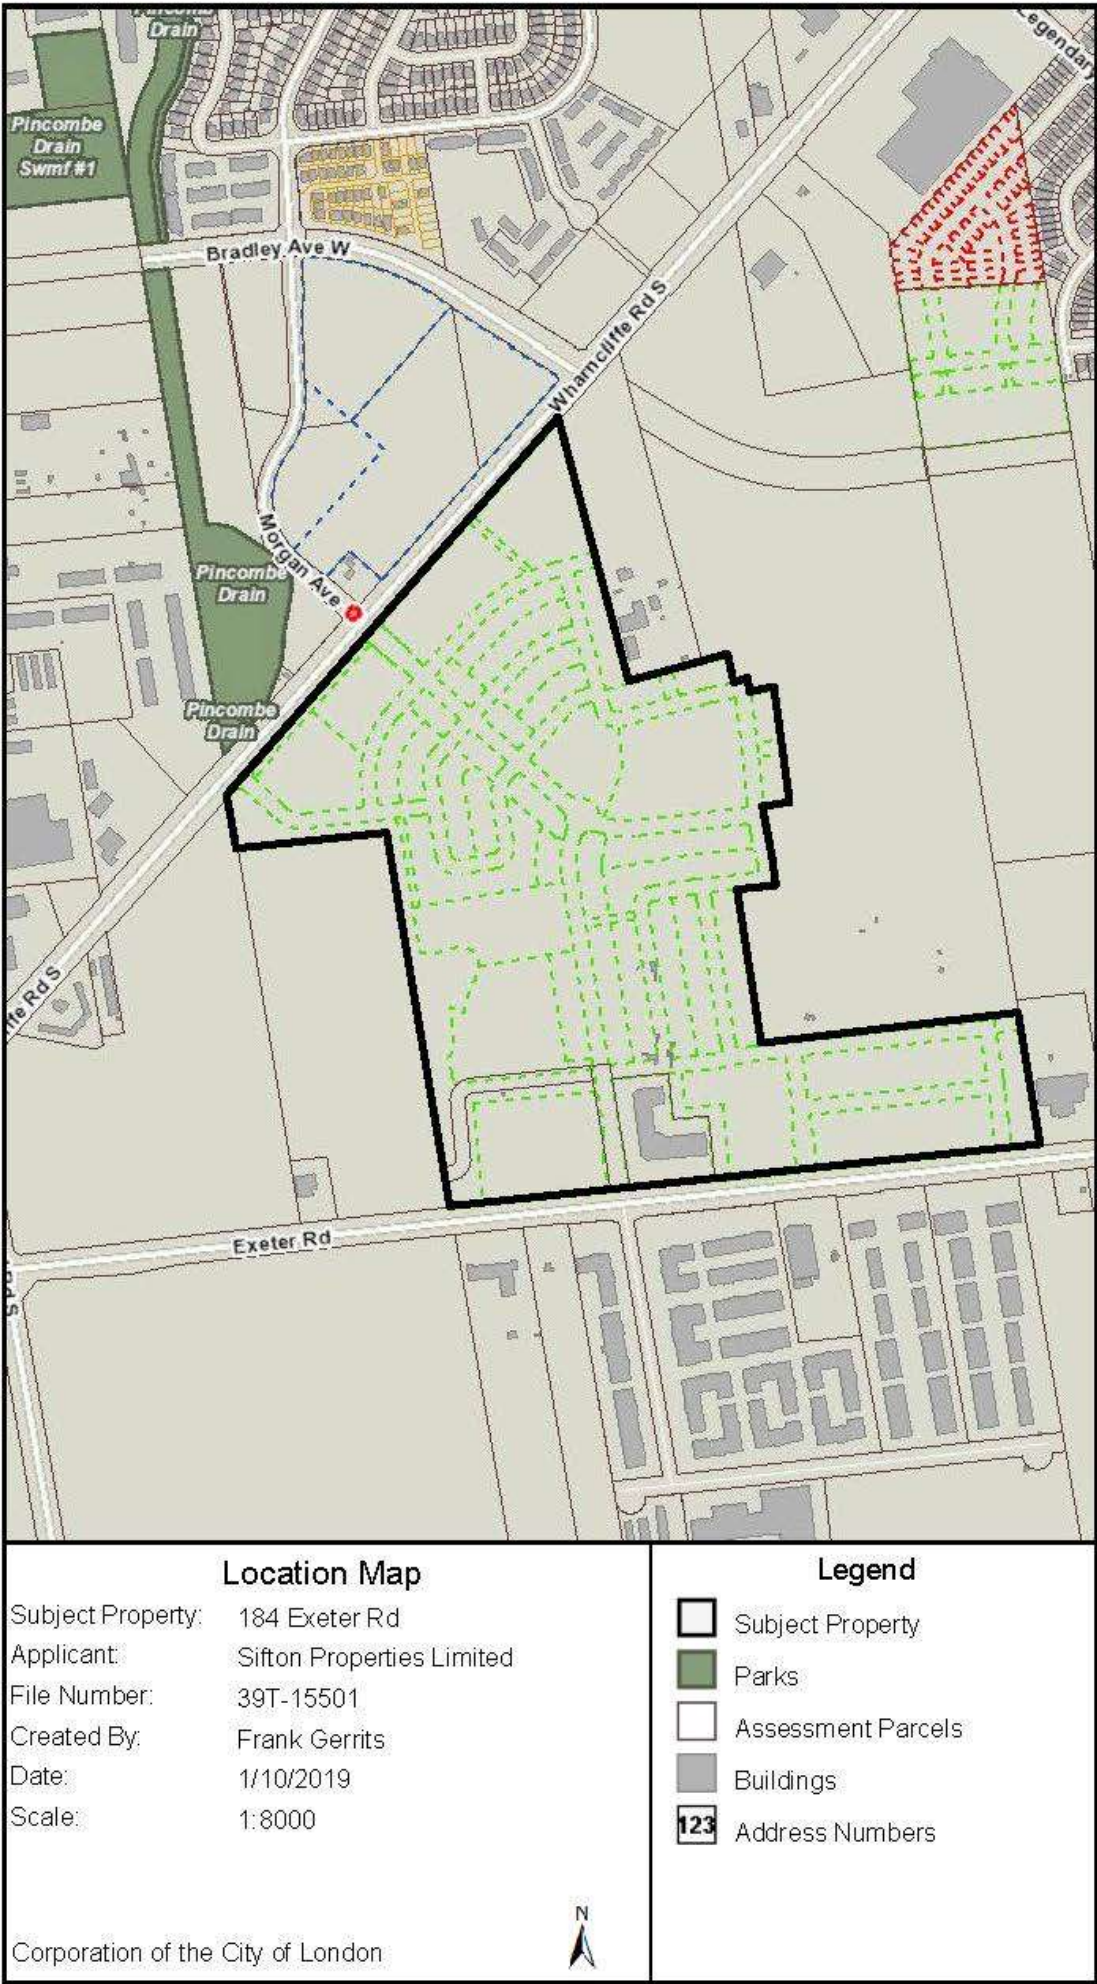 Pincombe
Drain
Legendary
Pincombe
Drain
Swmf #1
Bradley Ave W
Wharncliffe Rd S
Morgan Ave
Pincombe
Drain
Pincombe
Drain
ffe Rd S
Exeter Rd
Rd S
Location Map
Subject Property: 184 Exeter Rd
Applicant: Sifton Properties Limited
File Number: 39T-15501
Created By: Frank Gerrits
Date: 1/10/2019
Scale: 1:8000
Corporation of the City of London
N
Legend
Subject Property
Parks
Assessment Parcels
Buildings
123 Address Numbers